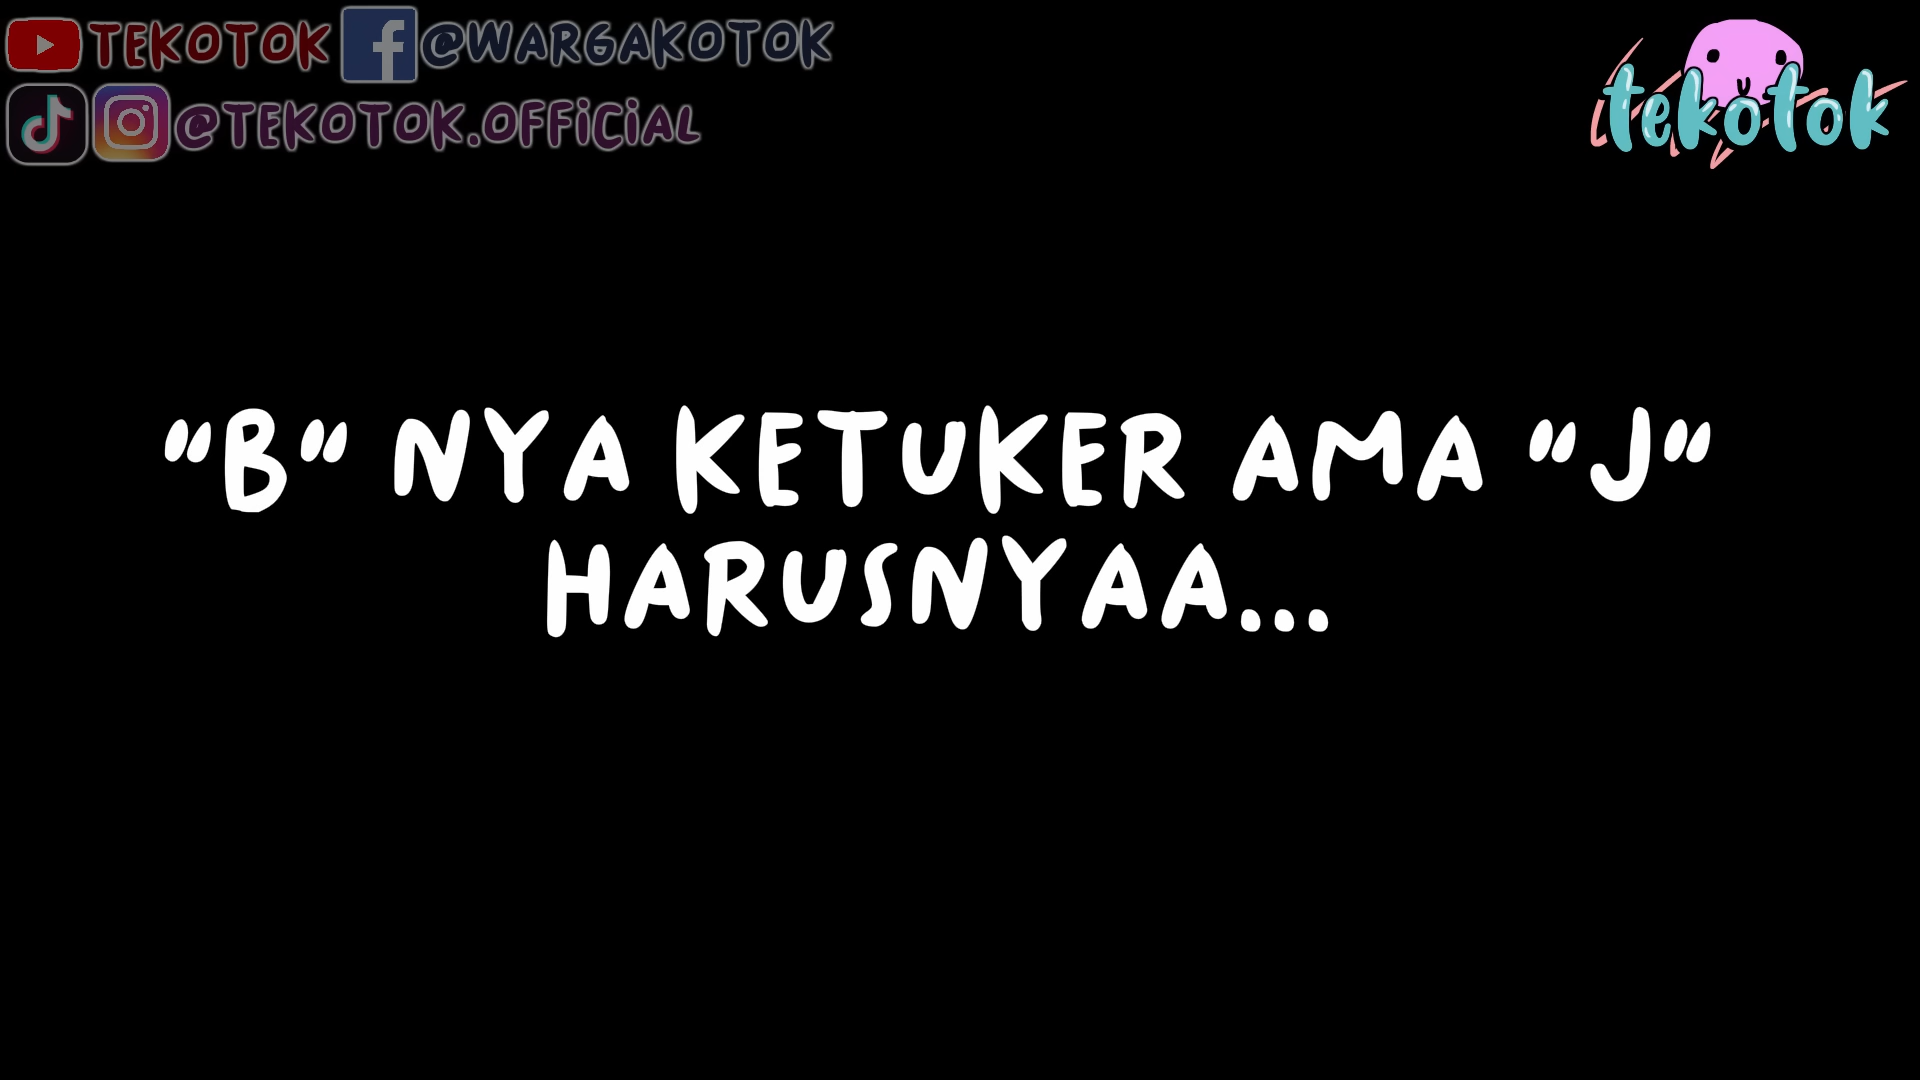 TEKOTOK @WARGAKOTOK
@TEKOTOK.OFFiCiAL
tekotok
"B" NYA KETUKER AMA "J"
HARUSNYAA...